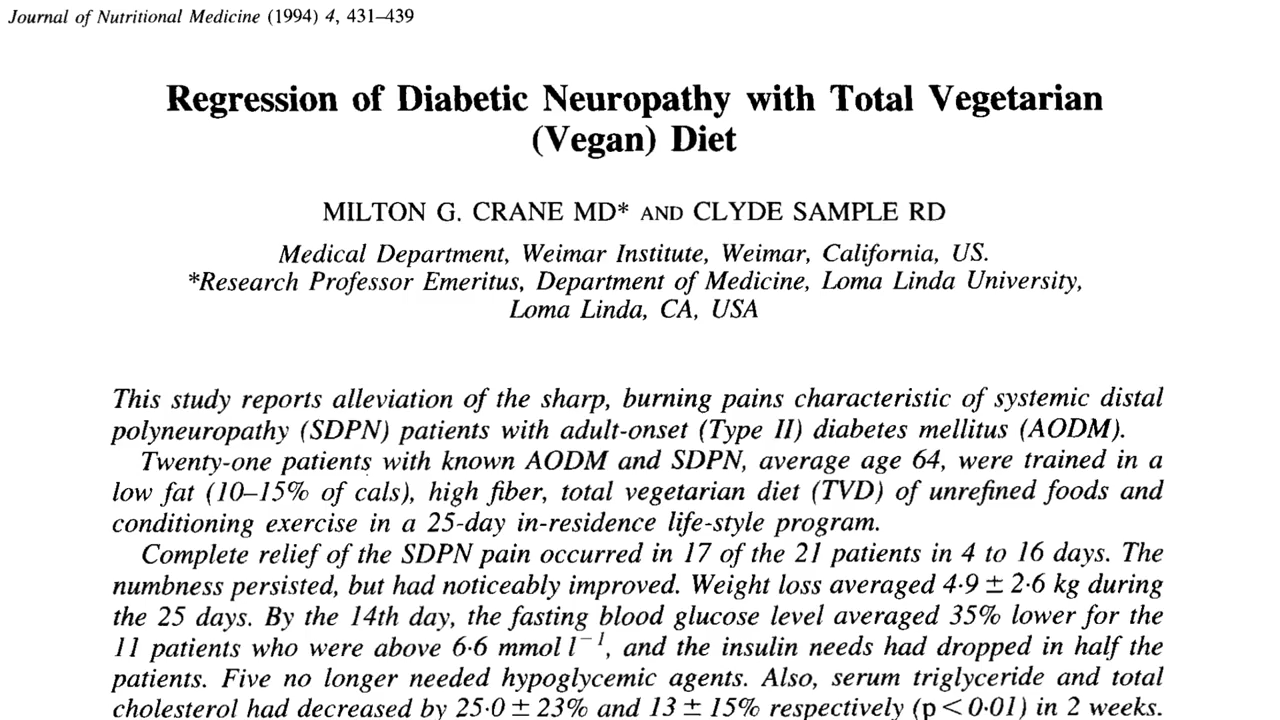 Journal of Nutritional Medicine (1994) 4, 431–439
Regression of Diabetic Neuropathy with Total Vegetarian
(Vegan) Diet
MILTON G. CRANE MD* AND CLYDE SAMPLE RD
Medical Department, Weimar Institute, Weimar, California, US.
*Research Professor Emeritus, Department of Medicine, Loma Linda University,
Loma Linda, CA, USA
This study reports alleviation of the sharp, burning pains characteristic of systemic distal
polyneuropathy (SDPN) patients with adult-onset (Type II) diabetes mellitus (AODM).
Twenty-one patients with known AODM and SDPN, average age 64, were trained in a
low fat (10–15% of cals), high fiber, total vegetarian diet (TVD) of unrefined foods and
conditioning exercise in a 25-day in-residence life-style program.
Complete relief of the SDPN pain occurred in 17 of the 21 patients in 4 to 16 days. The
numbness persisted, but had noticeably improved. Weight loss averaged 4·9 ± 2·6 kg during
the 25 days. By the 14th day, the fasting blood glucose level averaged 35% lower for the
11 patients who were above 6·6 mmol l⁻¹, and the insulin needs had dropped in half the
patients. Five no longer needed hypoglycemic agents. Also, serum triglyceride and total
cholesterol had decreased by 25·0 ± 23% and 13 ± 15% respectively (p < 0·01) in 2 weeks.